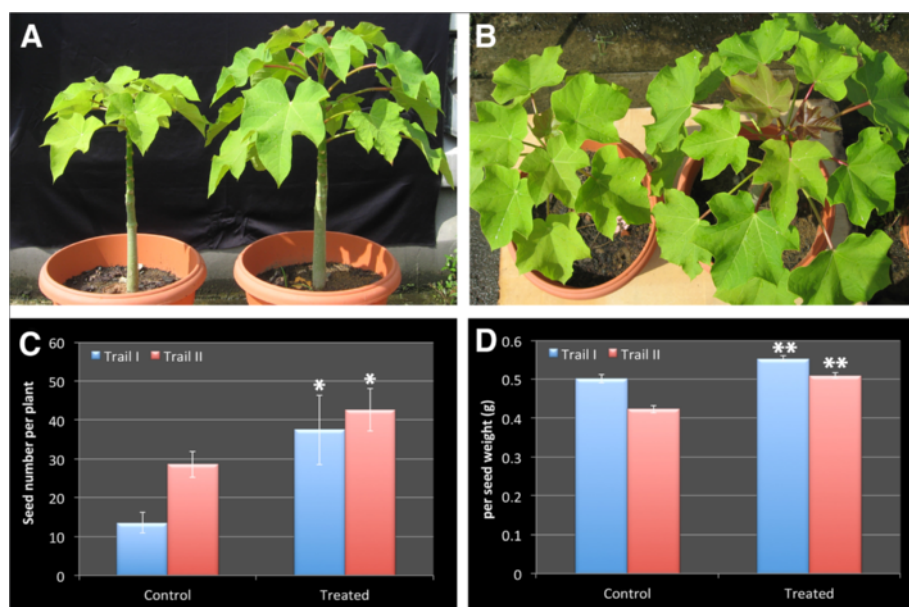 A
B
C
Trail I Trail II
Seed number per plant
60
50
40
30
20
10
0
*
*
Control Treated
D
Trail I Trail II
per seed weight (g)
0.6
0.5
0.4
0.3
0.2
0.1
0
**
**
Control Treated